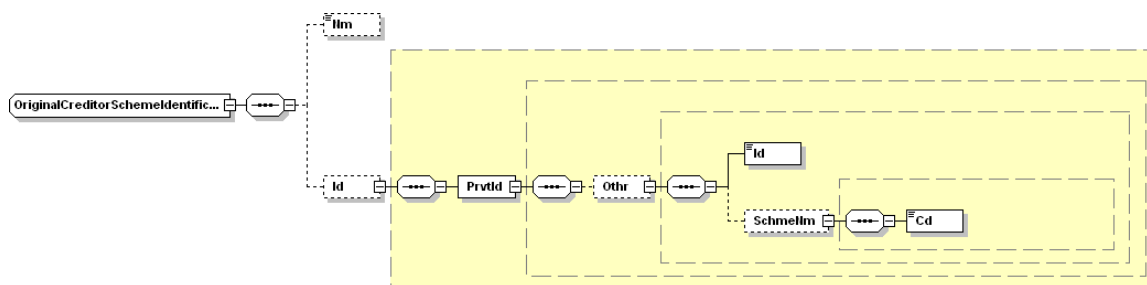 Nm
OriginalCreditorSchemeIdentific...
Id
PrvtId
Othr
Id
SchmeNm
Cd